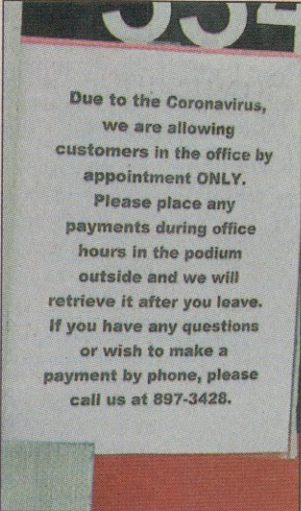 554
Due to the Coronavirus,
we are allowing
customers in the office by
appointment ONLY.
Please place any
payments during office
hours in the podium
outside and we will
retrieve it after you leave.
If you have any questions
or wish to make a
payment by phone, please
call us at 897-3428.